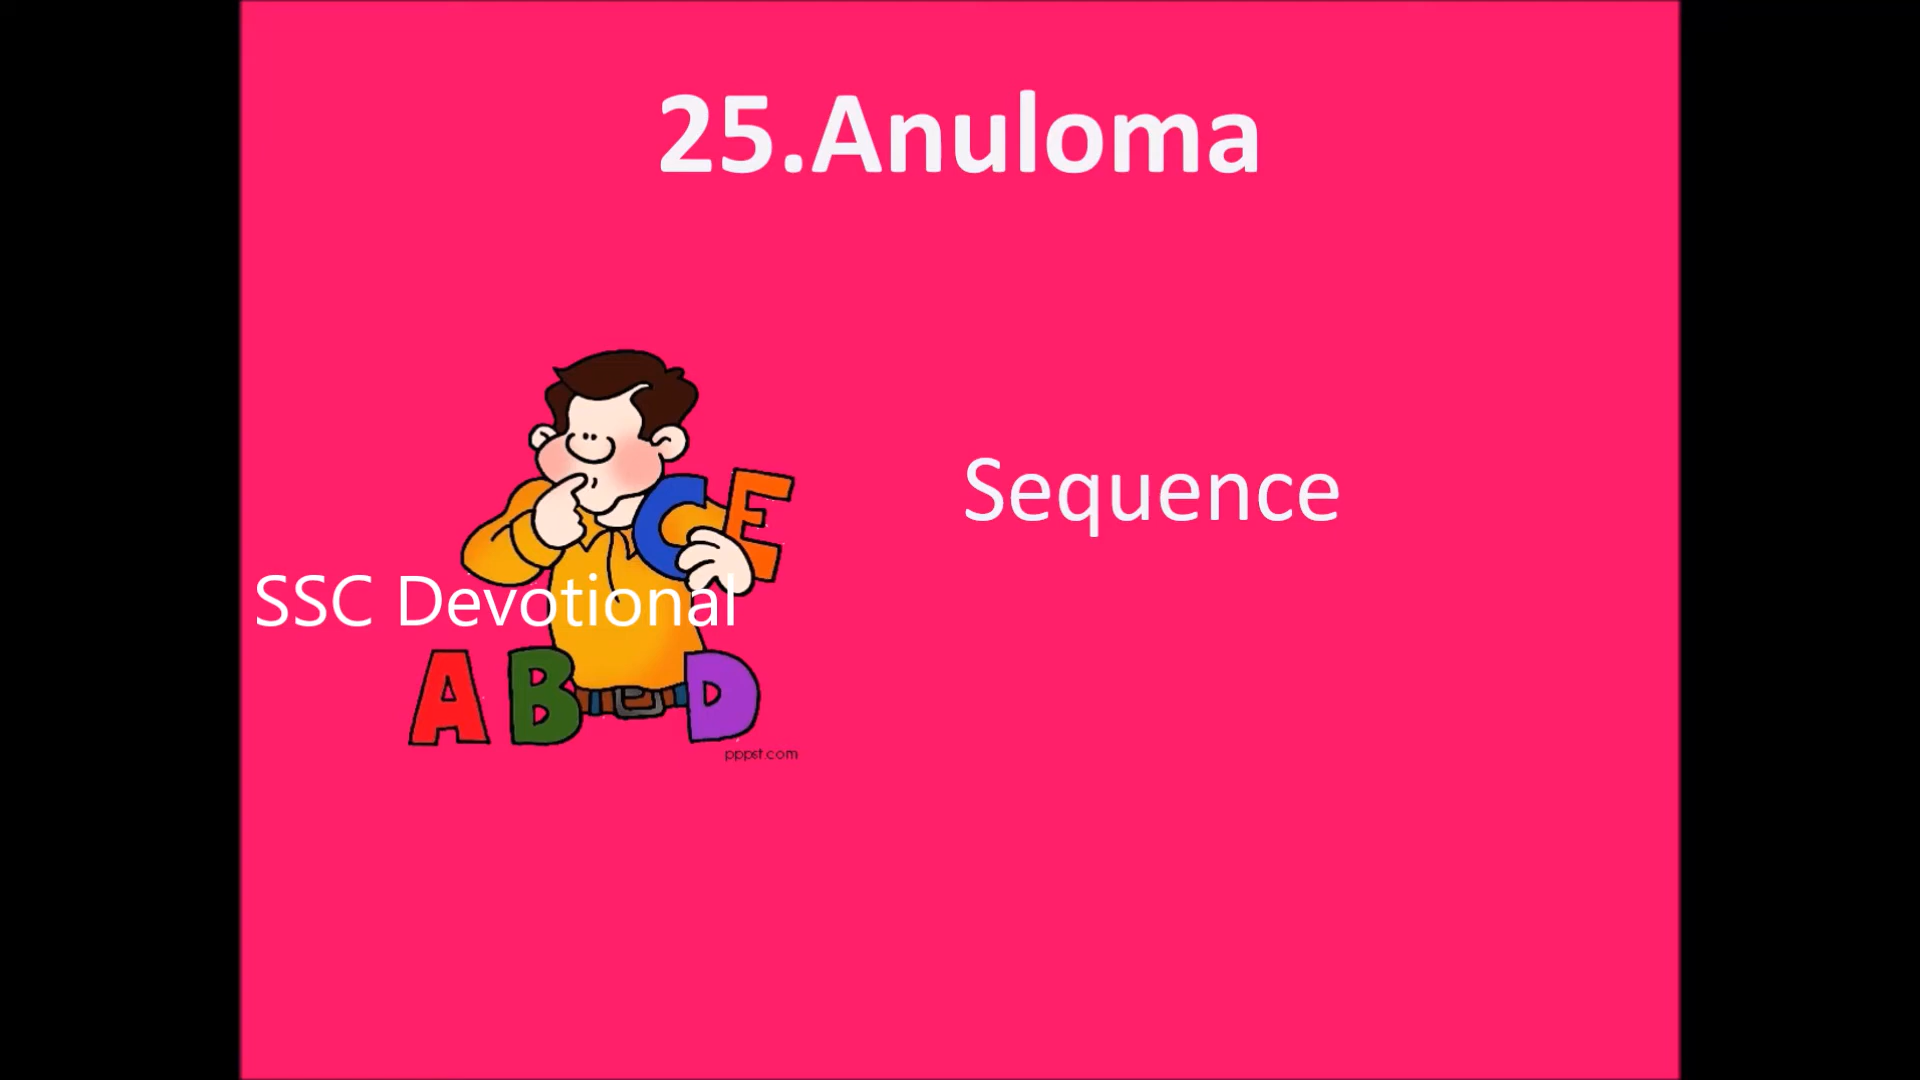 25.Anuloma
Sequence
SSC Devotional
C E
A B D
pppst.com